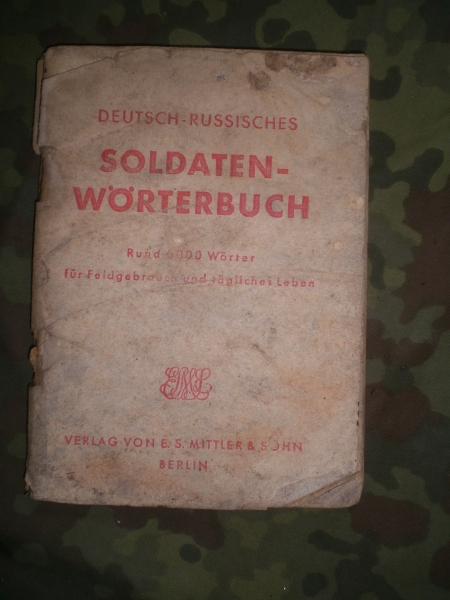 DEUTSCH-RUSSISCHES
SOLDATEN-
WÖRTERBUCH
Rund Wörter
für Feldgebrauch und tägliches Leben
VERLAG VON E. S. MITTLER & SOHN
BERLIN